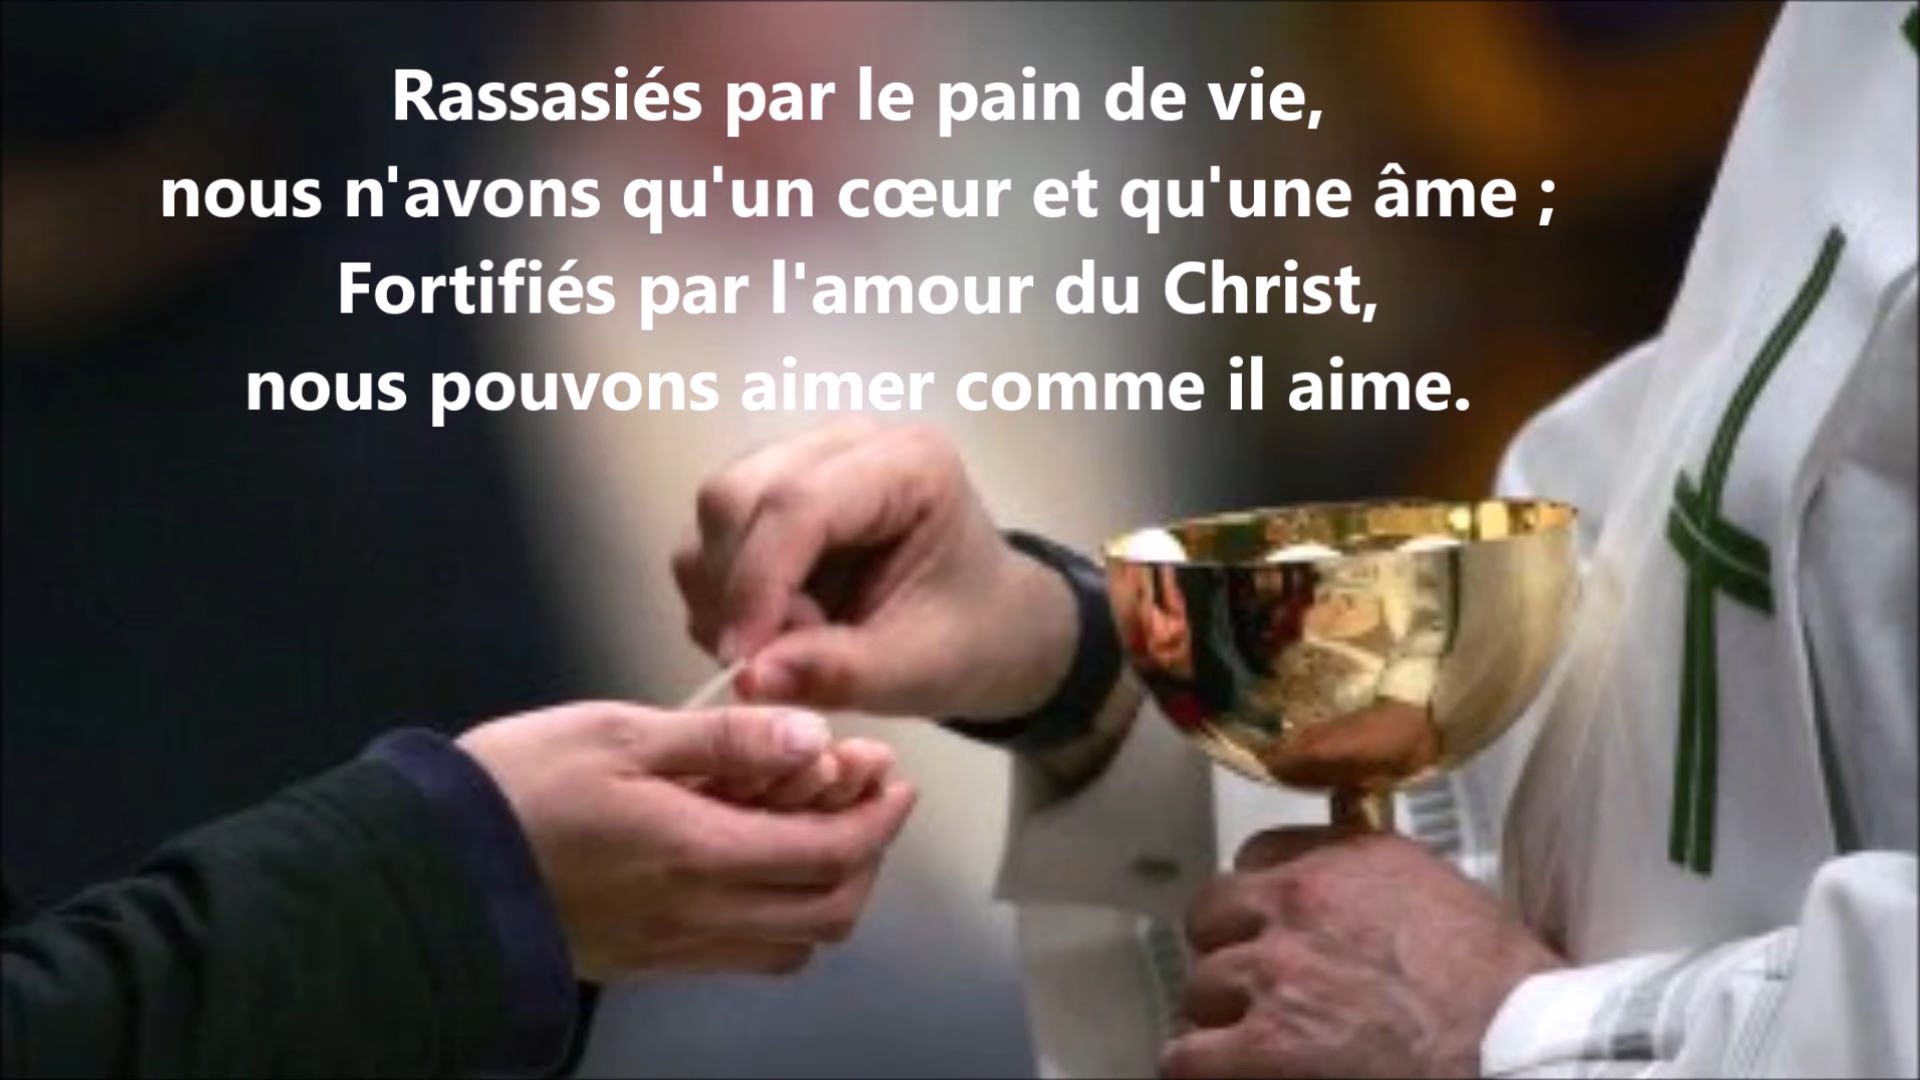 Rassasiés par le pain de vie,
nous n'avons qu'un cœur et qu'une âme ;
Fortifiés par l'amour du Christ,
nous pouvons aimer comme il aime.